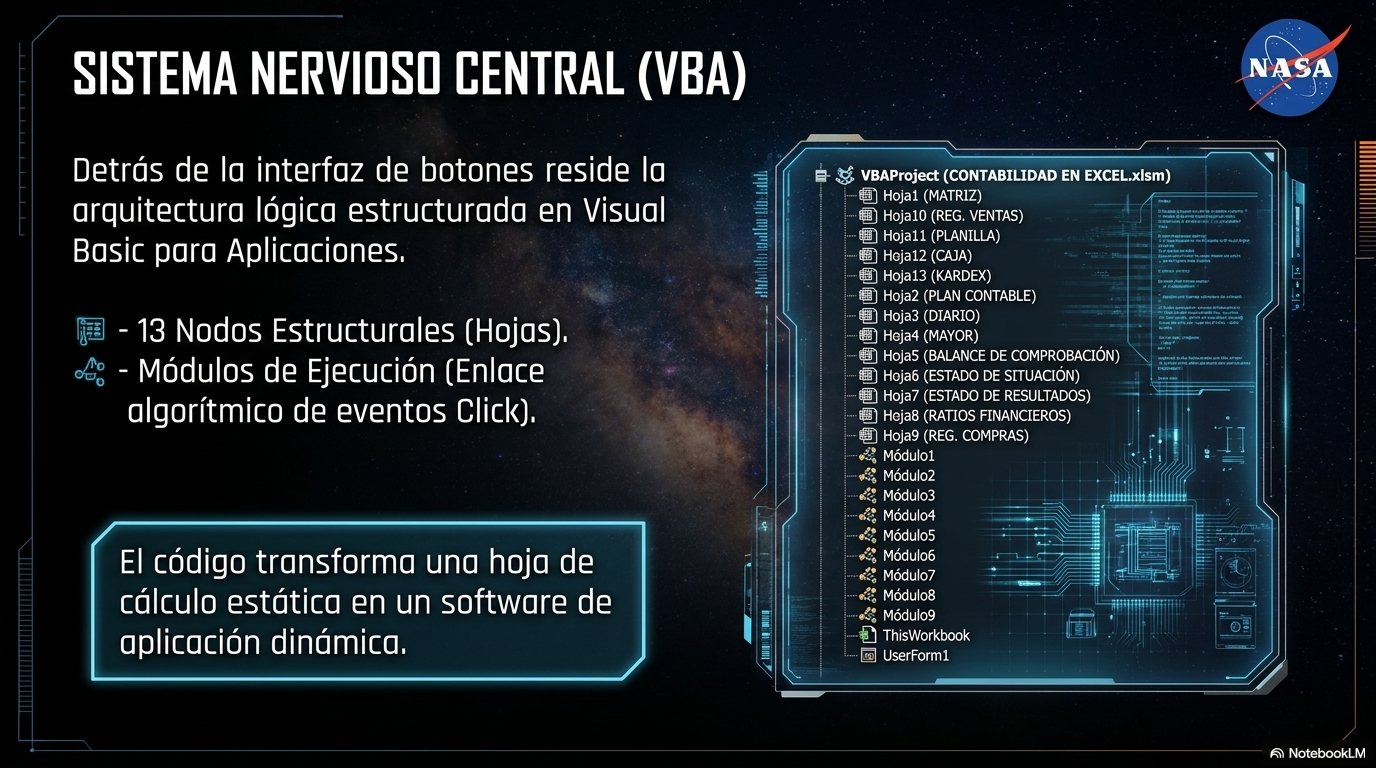 SISTEMA NERVIOSO CENTRAL (VBA)
NASA
Detrás de la interfaz de botones reside la
arquitectura lógica estructurada en Visual
Basic para Aplicaciones.
- 13 Nodos Estructurales (Hojas).
- Módulos de Ejecución (Enlace
algorítmico de eventos Click).
El código transforma una hoja de
cálculo estática en un software de
aplicación dinámica.
VBAProject (CONTABILIDAD EN EXCEL.xlsm)
Hoja1 (MATRIZ)
Hoja10 (REG. VENTAS)
Hoja11 (PLANILLA)
Hoja12 (CAJA)
Hoja13 (KARDEX)
Hoja2 (PLAN CONTABLE)
Hoja3 (DIARIO)
Hoja4 (MAYOR)
Hoja5 (BALANCE DE COMPROBACIÓN)
Hoja6 (ESTADO DE SITUACIÓN)
Hoja7 (ESTADO DE RESULTADOS)
Hoja8 (RATIOS FINANCIEROS)
Hoja9 (REG. COMPRAS)
Módulo1
Módulo2
Módulo3
Módulo4
Módulo5
Módulo6
Módulo7
Módulo8
Módulo9
ThisWorkbook
UserForm1
NotebookLM